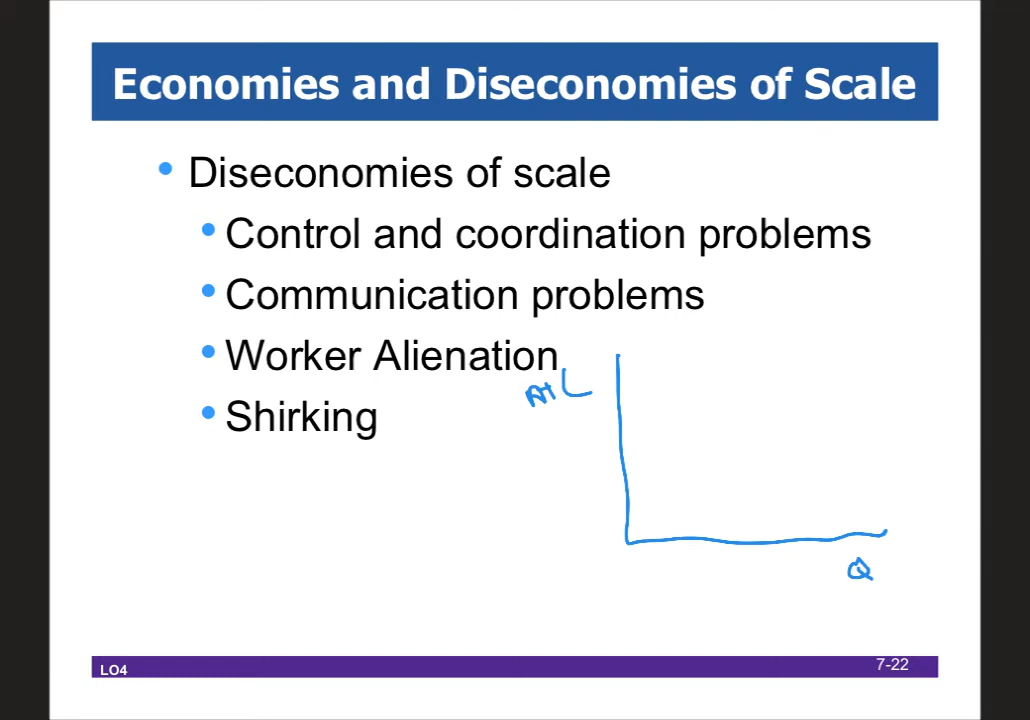 Economies and Diseconomies of Scale
• Diseconomies of scale
• Control and coordination problems
• Communication problems
• Worker Alienation
• Shirking
Q
LO4
7-22